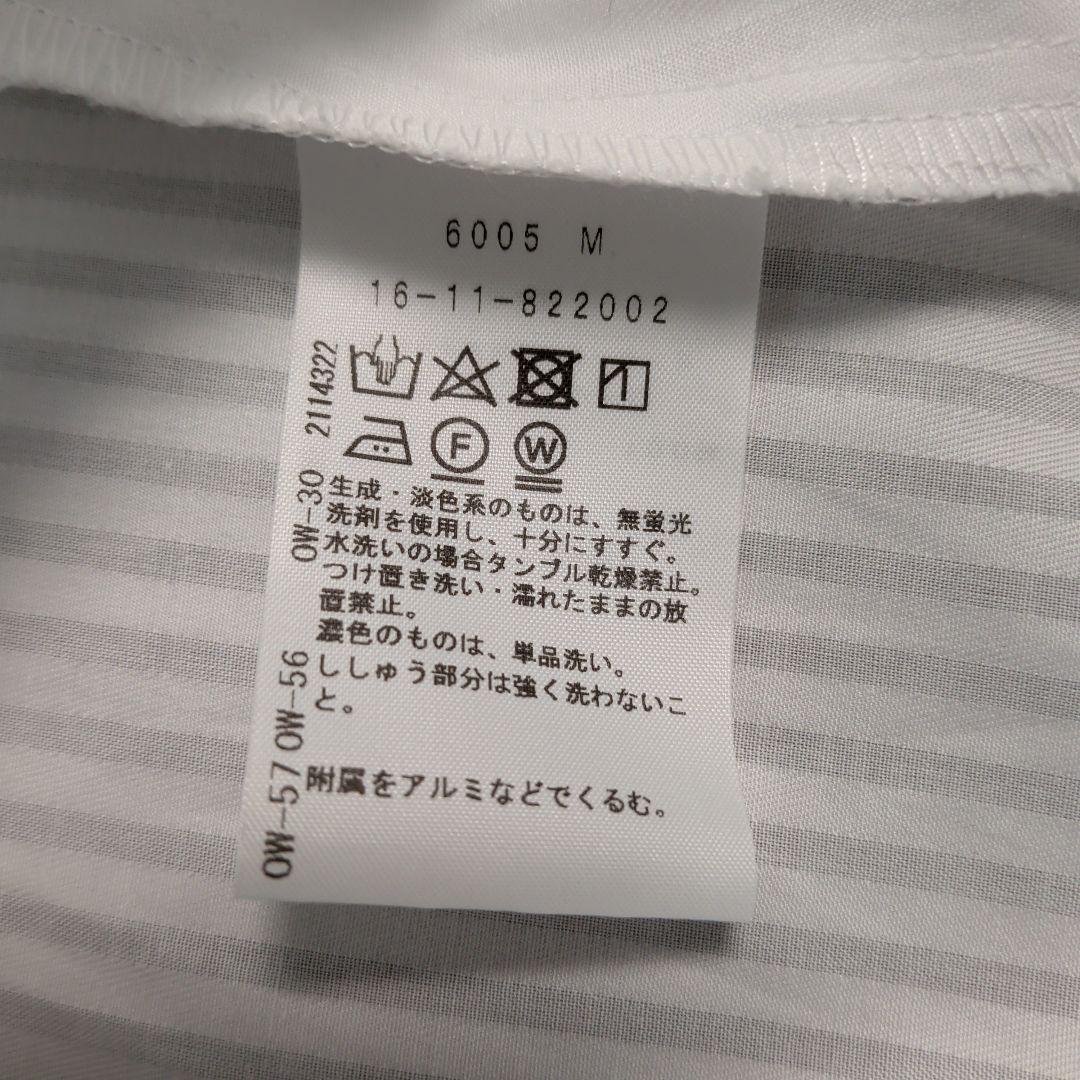 6005 M
16-11-822002
F W
生成・淡色系のものは、無蛍光
洗剤を使用し、十分にすすぐ。
水洗いの場合タンブル乾燥禁止。
つけ置き洗い・濡れたままの放
置禁止。
濃色のものは、単品洗い。
ししゅう部分は強く洗わないこ
と。
附属をアルミなどでくるむ。
OW-57 OW-56 OW-30 2114322